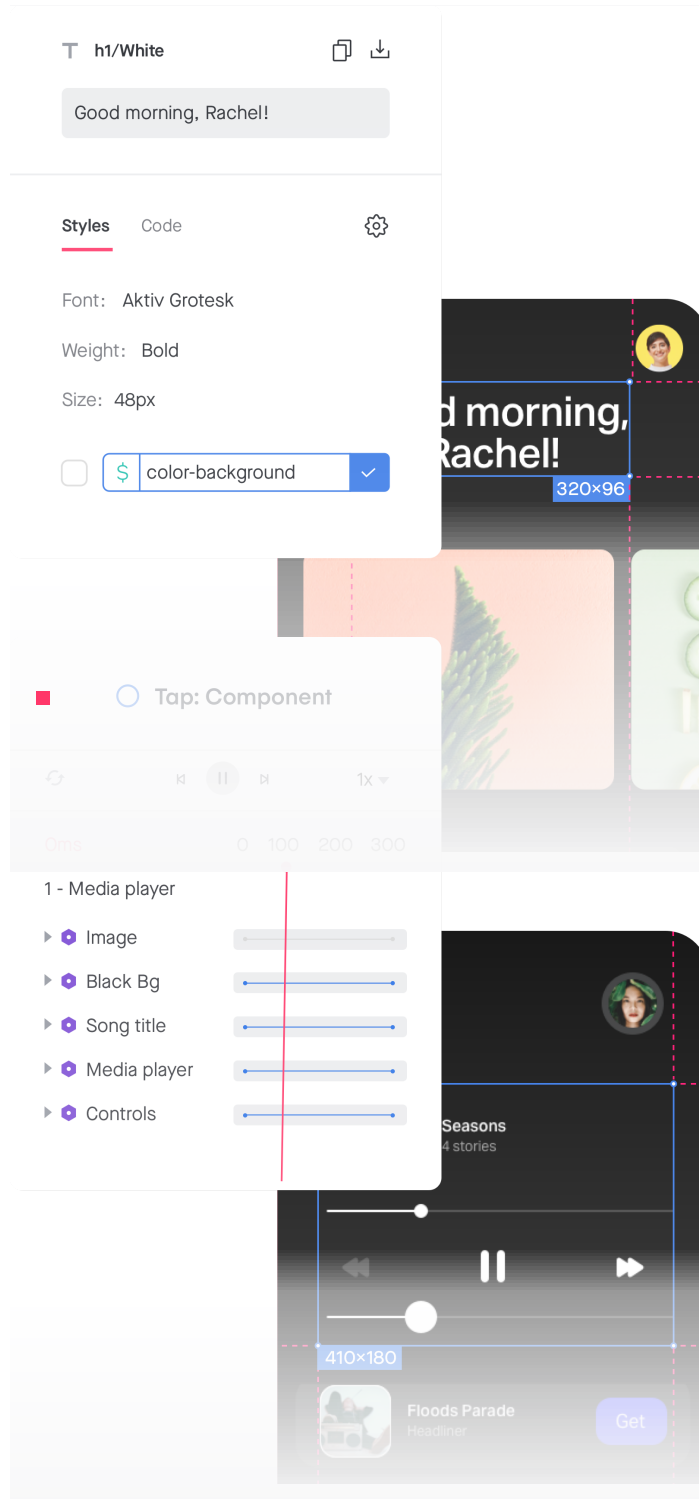 h1/White
Good morning, Rachel!
Styles Code
Font: Aktiv Grotesk
Weight: Bold
Size: 48px
$ color-background
d morning,
Rachel!
320×96
Tap: Component
1x
0ms 0 100 200 300
1 - Media player
Image
Black Bg
Song title
Media player
Controls
Seasons
4 stories
410×180
Floods Parade
Headliner
Get